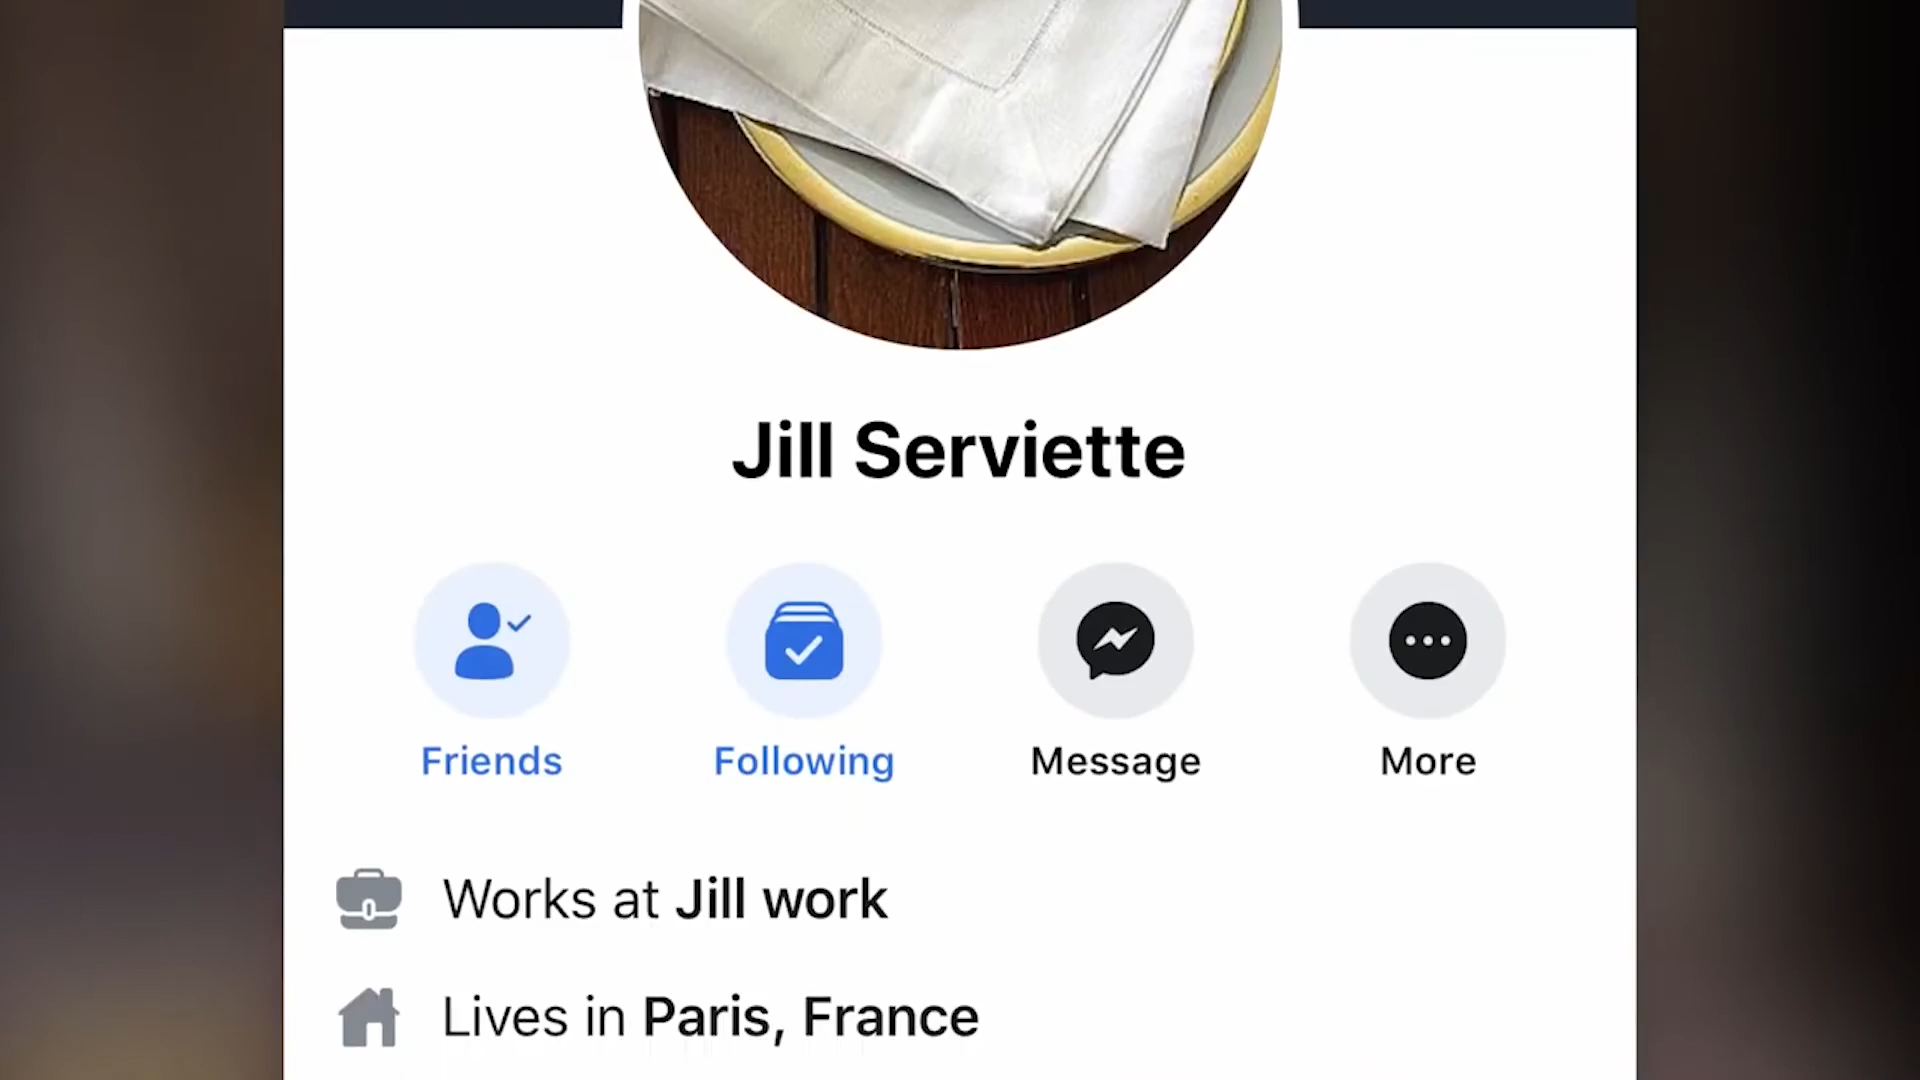 Jill Serviette
Friends Following Message More
Works at Jill work
Lives in Paris, France